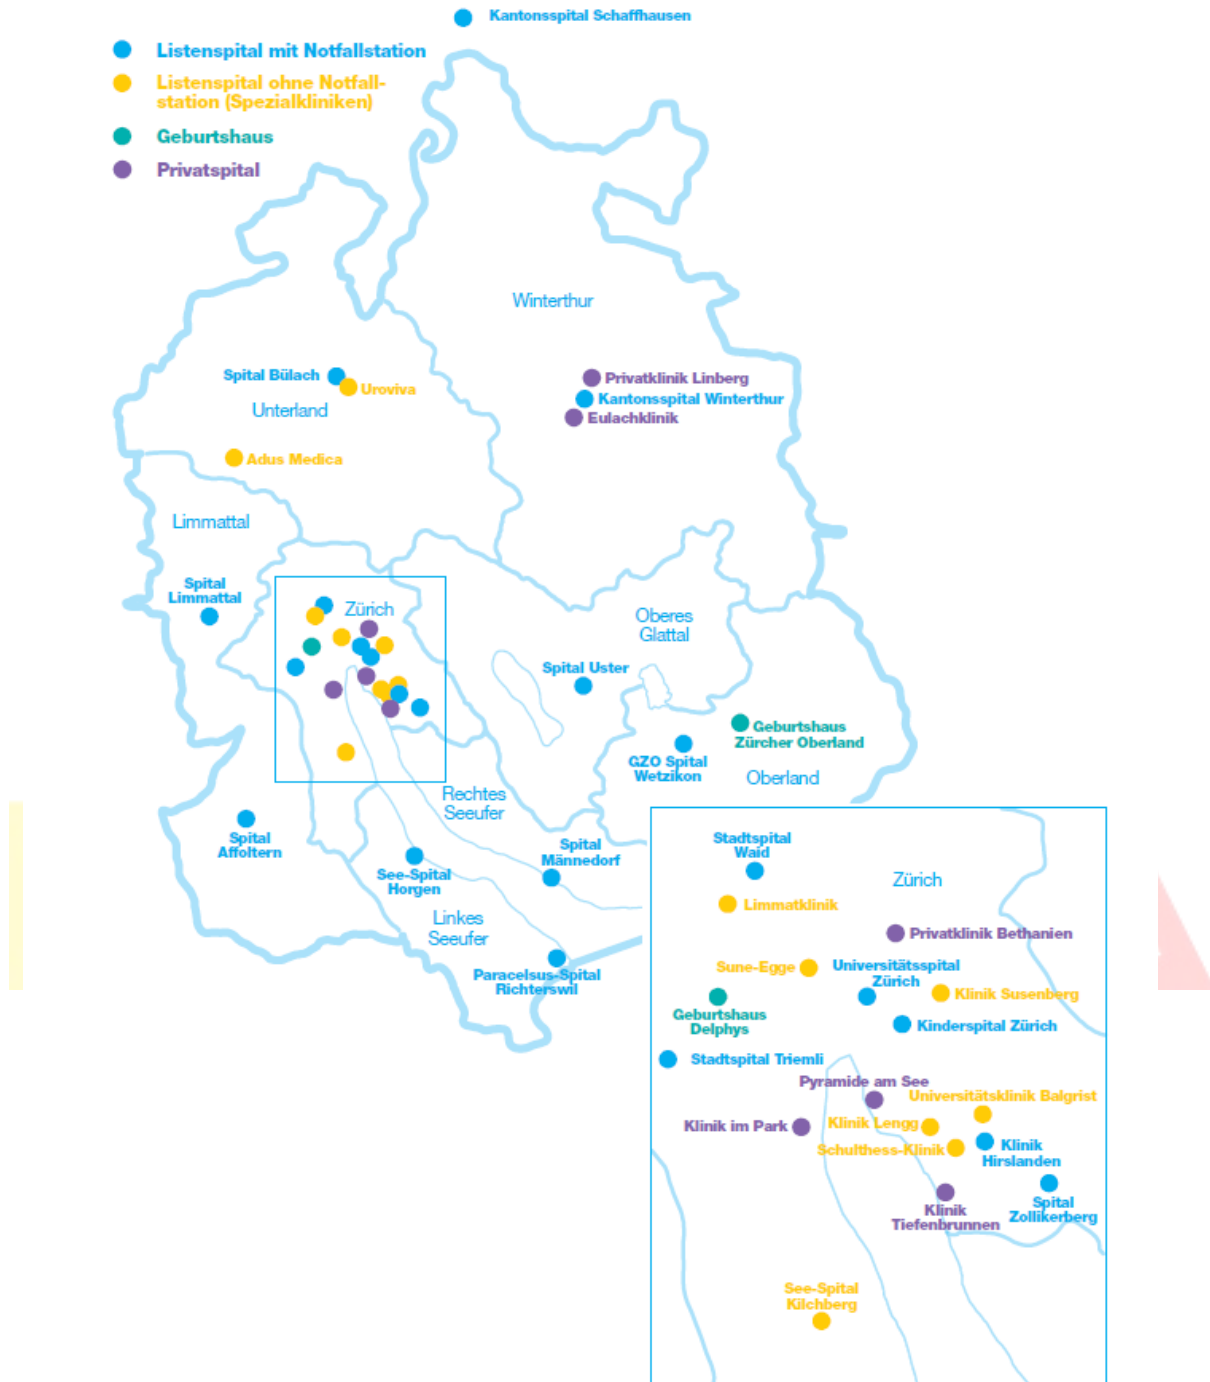 Kantonsspital Schaffhausen
Listenspital mit Notfallstation
Listenspital ohne Notfall-
station (Spezialkliniken)
Geburtshaus
Privatspital
Winterthur
Spital Bülach
Uroviva
Unterland
Privatklinik Linberg
Kantonsspital Winterthur
Eulachklinik
Adus Medica
Limmattal
Spital
Limmattal
Zürich
Oberes
Glattal
Spital Uster
Geburtshaus
Zürcher Oberland
GZO Spital
Wetzikon
Oberland
Rechtes
Seeufer
Spital
Affoltern
Spital
Männedorf
See-Spital
Horgen
Linkes
Seeufer
Paracelsus-Spital
Richterswil
Stadtspital
Waid
Zürich
Limmatklinik
Privatklinik Bethanien
Sune-Egge
Universitätsspital
Zürich
Klinik Susenberg
Geburtshaus
Delphys
Kinderspital Zürich
Stadtspital Triemli
Pyramide am See
Universitätsklinik Balgrist
Klinik im Park
Klinik Lengg
Schulthess-Klinik
Klinik
Hirslanden
Klinik
Tiefenbrunnen
Spital
Zollikerberg
See-Spital
Kilchberg